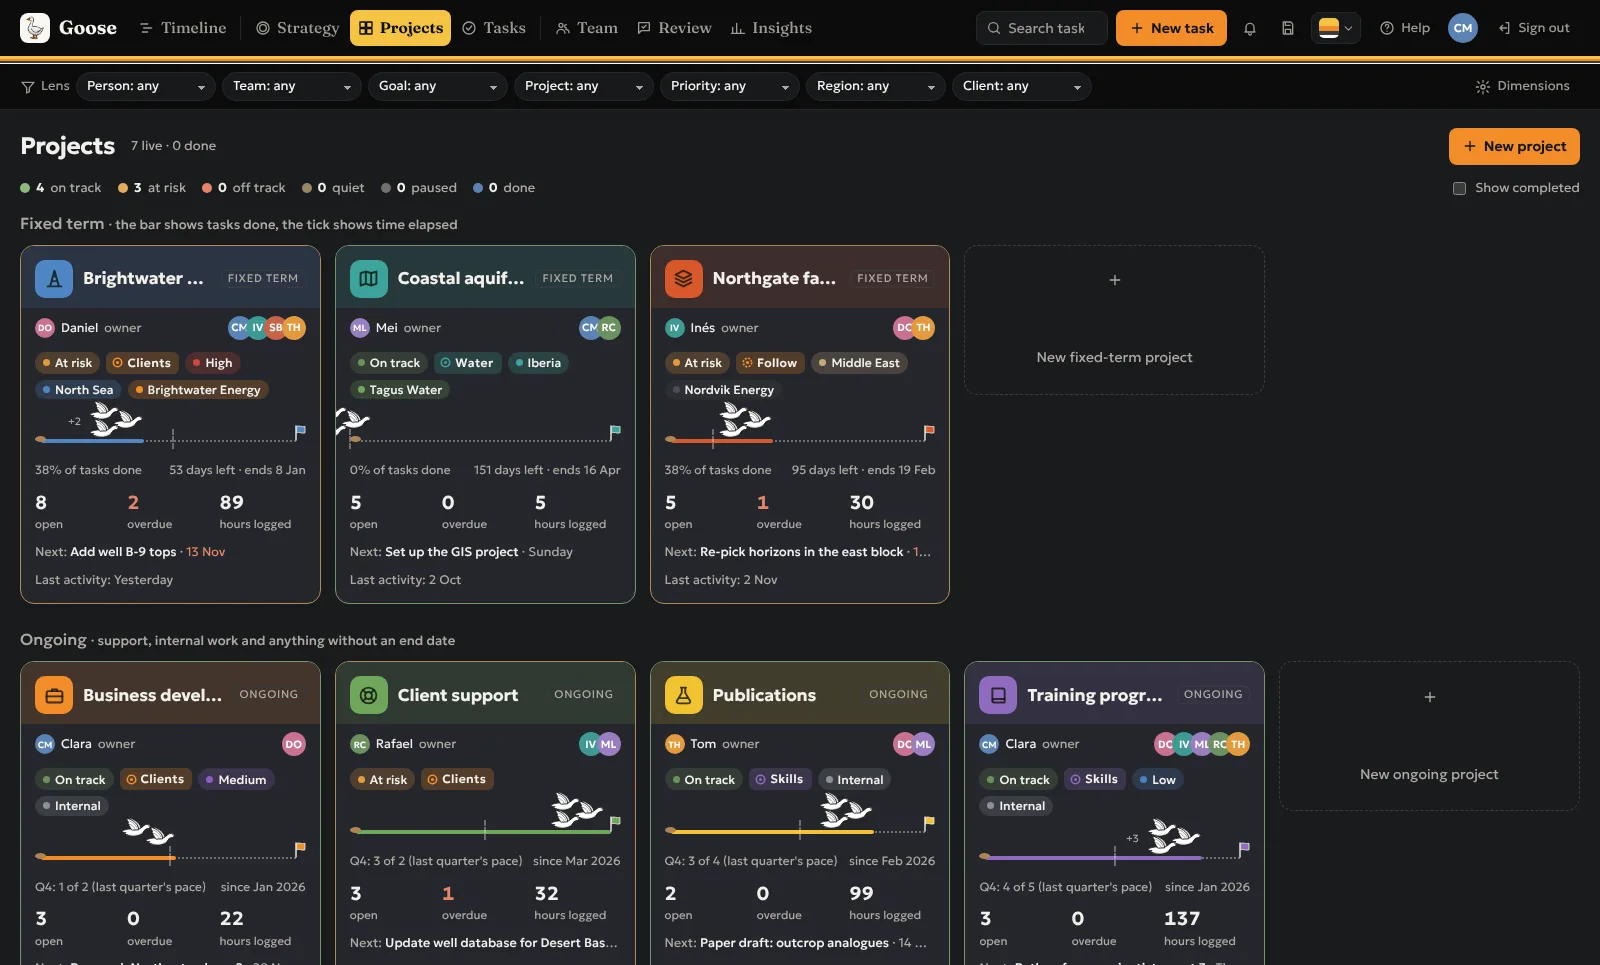 Goose
Timeline
Strategy
Projects
Tasks
Team
Review
Insights
Search task
+ New task
Help
CM
Sign out
Lens
Person: any
Team: any
Goal: any
Project: any
Priority: any
Region: any
Client: any
Dimensions
Projects 7 live · 0 done
+ New project
4 on track 3 at risk 0 off track 0 quiet 0 paused 0 done
Show completed
Fixed term · the bar shows tasks done, the tick shows time elapsed
Brightwater ... FIXED TERM
DO Daniel owner CM IV SB TH
At risk Clients High
North Sea Brightwater Energy
+2
38% of tasks done 53 days left · ends 8 Jan
8 2 89
open overdue hours logged
Next: Add well B-9 tops · 13 Nov
Last activity: Yesterday
Coastal aquif... FIXED TERM
ML Mei owner CM RC
On track Water Iberia
Tagus Water
0% of tasks done 151 days left · ends 16 Apr
5 0 5
open overdue hours logged
Next: Set up the GIS project · Sunday
Last activity: 2 Oct
Northgate fa... FIXED TERM
IV Inés owner DO TH
At risk Follow Middle East
Nordvik Energy
38% of tasks done 95 days left · ends 19 Feb
5 1 30
open overdue hours logged
Next: Re-pick horizons in the east block · 1...
Last activity: 2 Nov
+
New fixed-term project
Ongoing · support, internal work and anything without an end date
Business devel... ONGOING
CM Clara owner DO
On track Clients Medium
Internal
Q4: 1 of 2 (last quarter's pace) since Jan 2026
3 0 22
open overdue hours logged
Client support ONGOING
RC Rafael owner IV ML
At risk Clients
Q4: 3 of 2 (last quarter's pace) since Mar 2026
3 1 32
open overdue hours logged
Next: Update well database for Desert Bas...
Publications ONGOING
TH Tom owner DO ML
On track Skills Internal
Q4: 3 of 4 (last quarter's pace) since Feb 2026
2 0 99
open overdue hours logged
Next: Paper draft: outcrop analogues · 14 ...
Training progr... ONGOING
CM Clara owner DO IV ML RC TH
On track Skills Low
Internal
+3
Q4: 4 of 5 (last quarter's pace) since Jan 2026
3 0 137
open overdue hours logged
+
New ongoing project